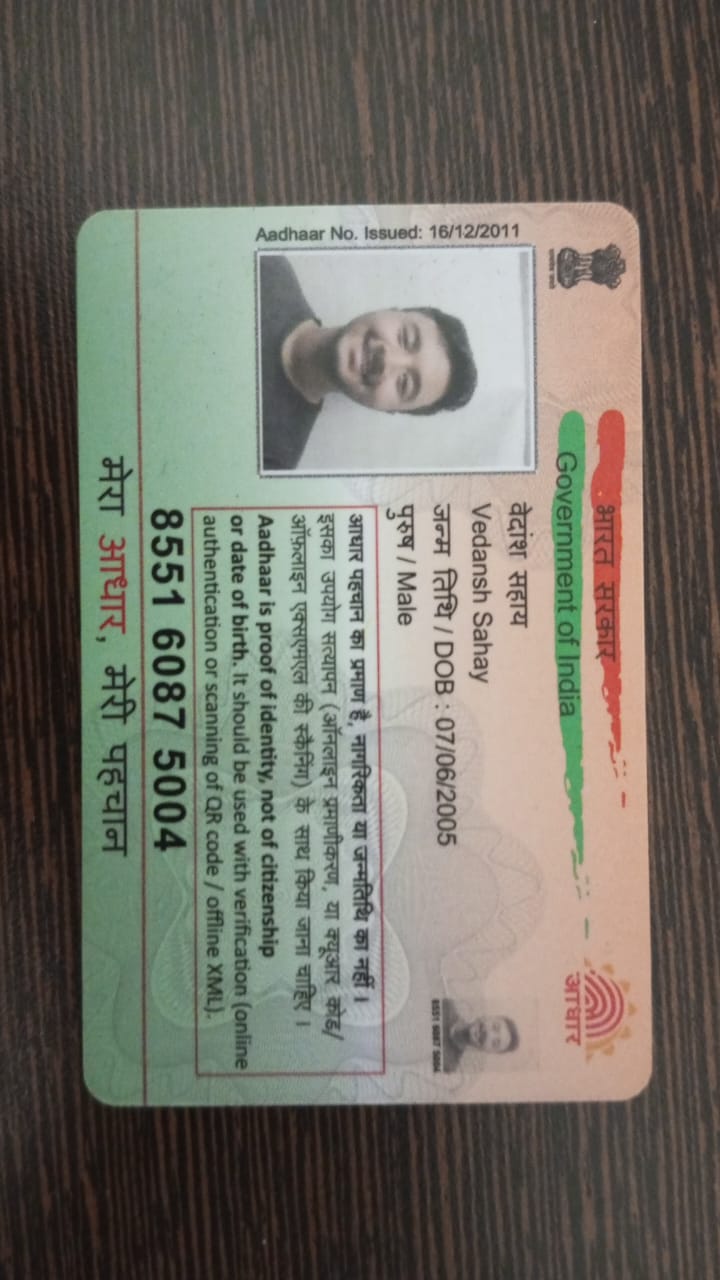 भारत सरकार
Government of India
आधार
Aadhaar No. Issued: 16/12/2011
वेदांश सहाय
Vedansh Sahay
जन्म तिथि / DOB : 07/06/2005
पुरुष / Male
8551 6087 5004
आधार पहचान का प्रमाण है, नागरिकता या जन्मतिथि का नहीं ।
इसका उपयोग सत्यापन (ऑनलाइन प्रमाणीकरण, या क्यूआर कोड/
ऑफ़लाइन एक्सएमएल की स्कैनिंग) के साथ किया जाना चाहिए ।
Aadhaar is proof of identity, not of citizenship
or date of birth. It should be used with verification (online
authentication or scanning of QR code / offline XML).
8551 6087 5004
मेरा आधार, मेरी पहचान